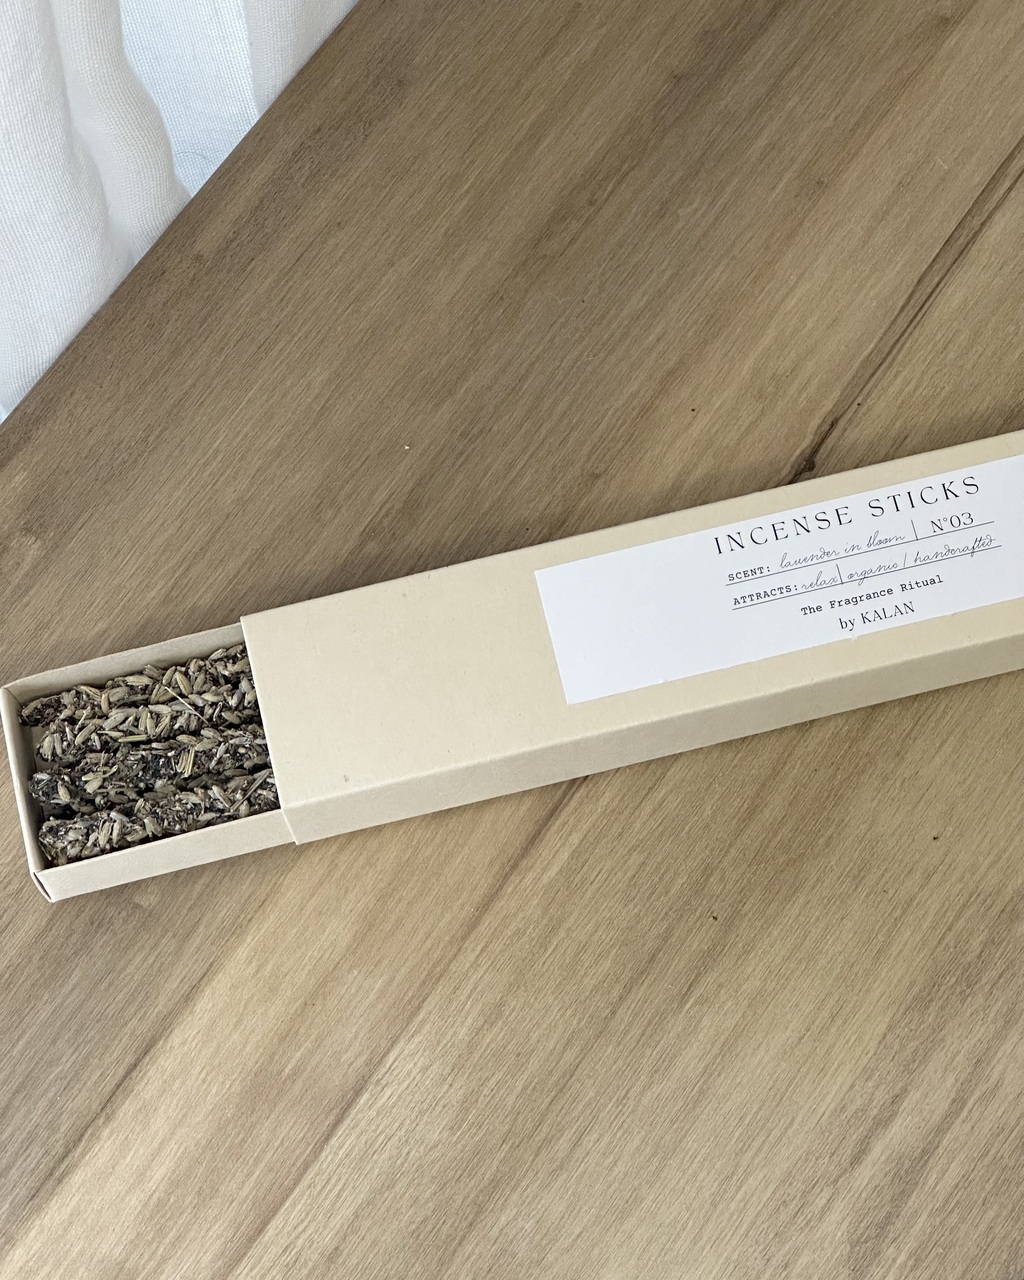 INCENSE STICKS
SCENT: lavender in bloom | N°03
ATTRACTS: relax | organic / handcrafted
The Fragrance Ritual
by KALAN